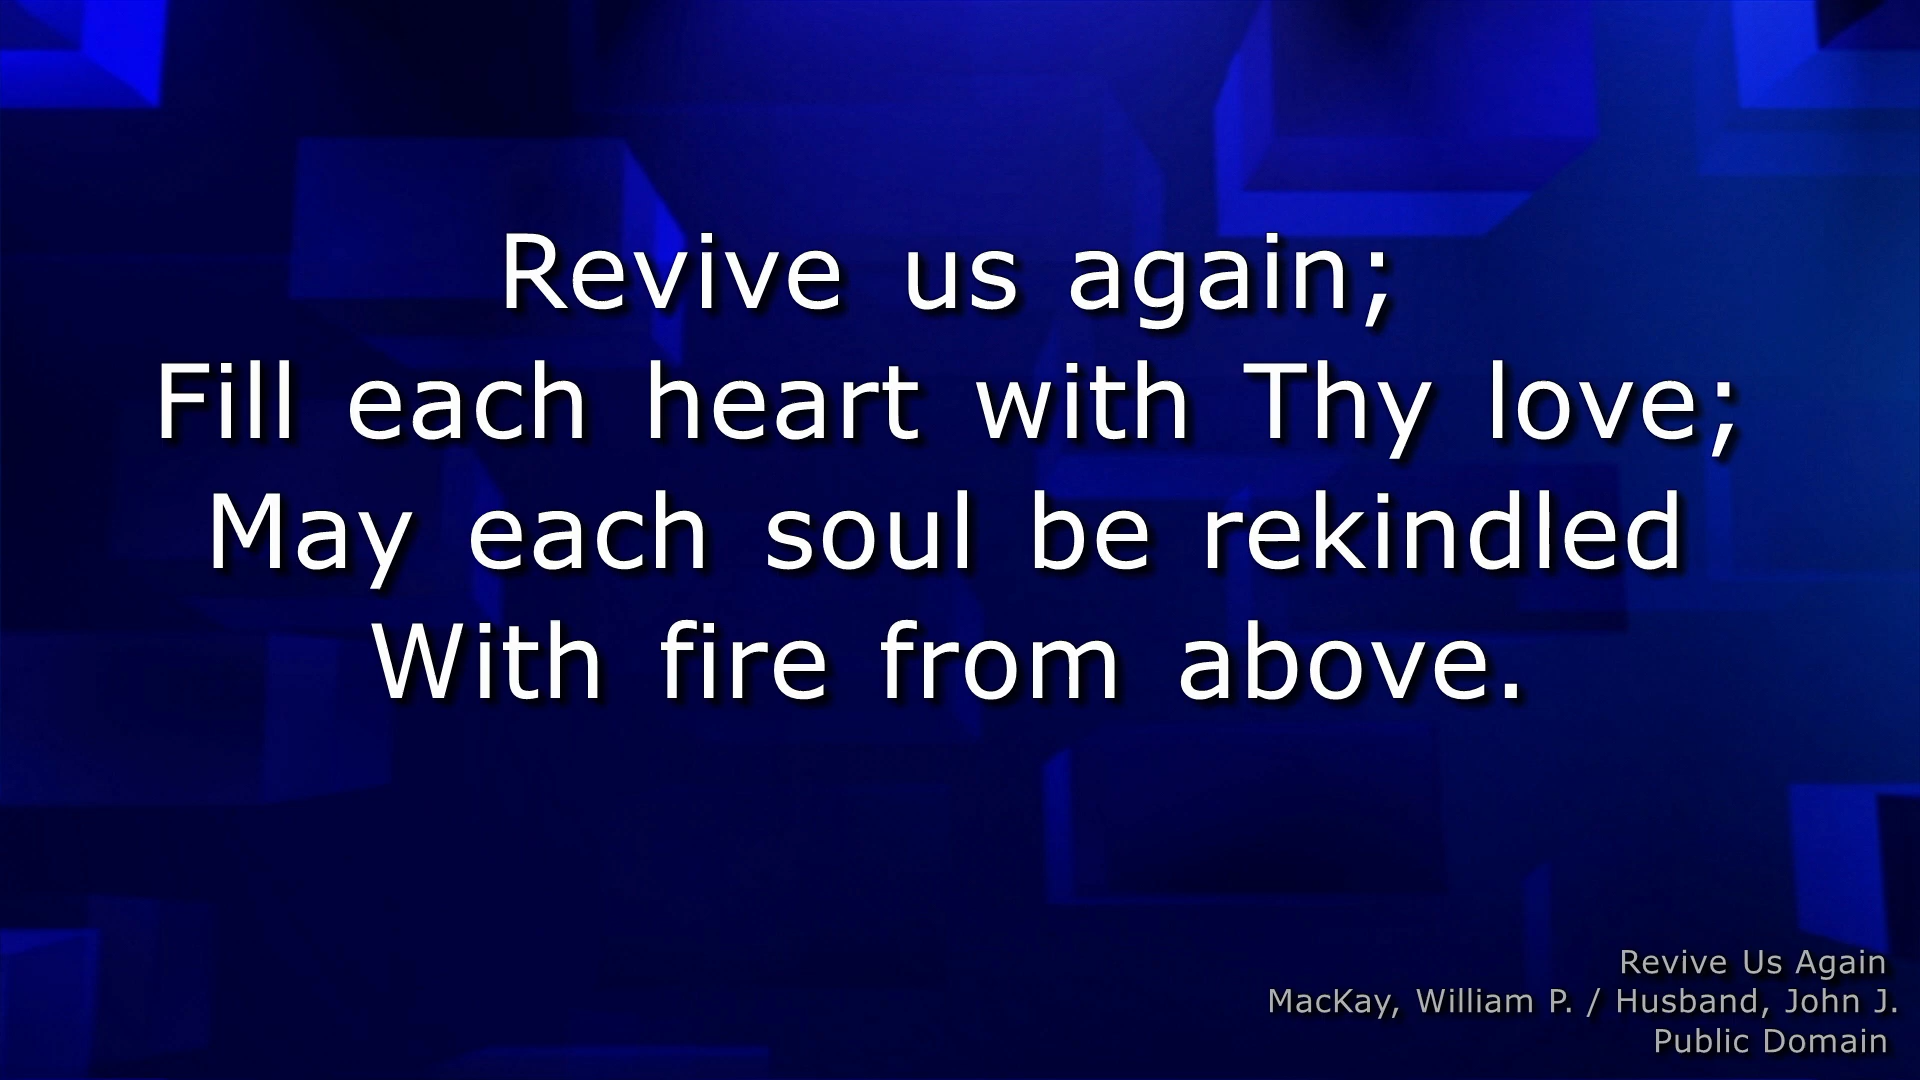 Revive us again;
Fill each heart with Thy love;
May each soul be rekindled
With fire from above.
Revive Us Again
MacKay, William P. / Husband, John J.
Public Domain